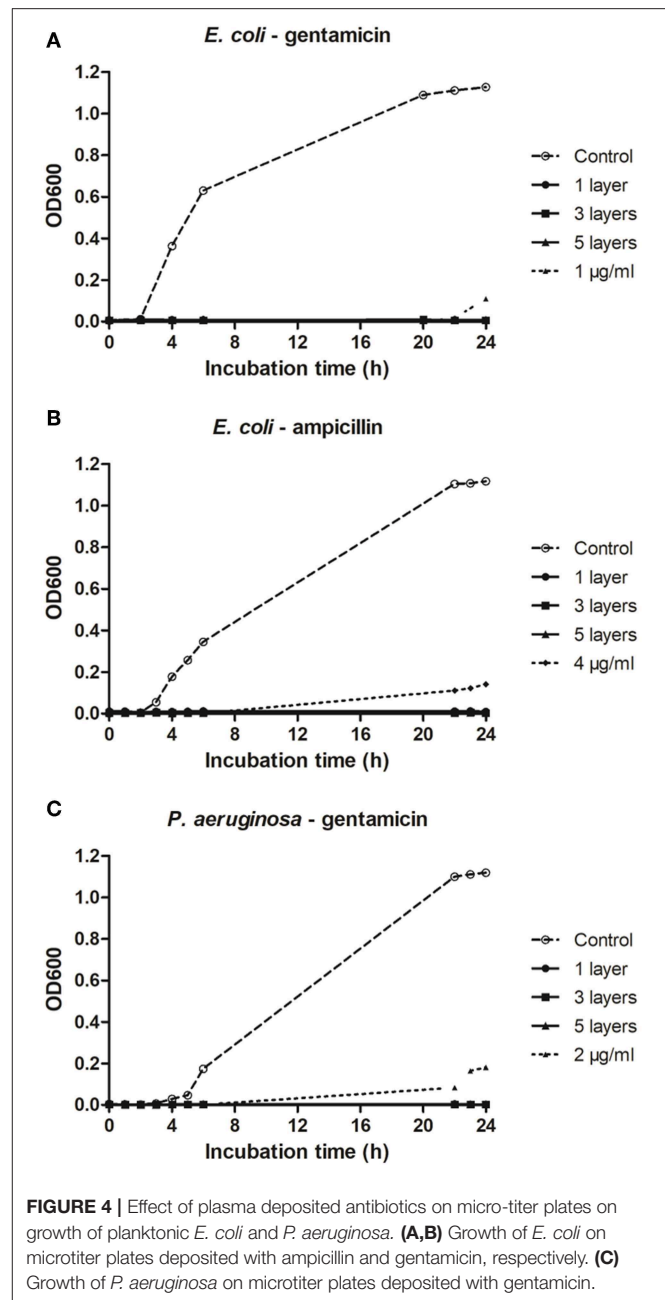 A
E. coli - gentamicin
1.2
1.0
0.8
0.6
0.4
0.2
0.0
OD600
0 4 8 12 16 20 24
Incubation time (h)
Control
1 layer
3 layers
5 layers
1 µg/ml
B
E. coli - ampicillin
1.2
1.0
0.8
0.6
0.4
0.2
0.0
OD600
0 4 8 12 16 20 24
Incubation time (h)
Control
1 layer
3 layers
5 layers
4 µg/ml
C
P. aeruginosa - gentamicin
1.2
1.0
0.8
0.6
0.4
0.2
0.0
OD600
0 4 8 12 16 20 24
Incubation time (h)
Control
1 layer
3 layers
5 layers
2 µg/ml
FIGURE 4 | Effect of plasma deposited antibiotics on micro-titer plates on
growth of planktonic E. coli and P. aeruginosa. (A,B) Growth of E. coli on
microtiter plates deposited with ampicillin and gentamicin, respectively. (C)
Growth of P. aeruginosa on microtiter plates deposited with gentamicin.